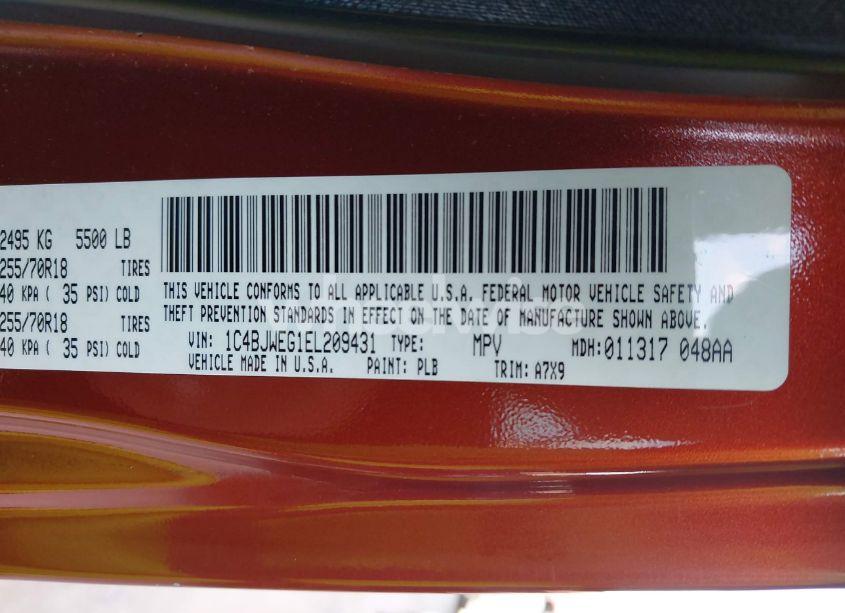 2495 KG 5500 LB
255/70R18 TIRES
40 KPA ( 35 PSI) COLD
255/70R18 TIRES
40 KPA ( 35 PSI) COLD
THIS VEHICLE CONFORMS TO ALL APPLICABLE U.S.A. FEDERAL MOTOR VEHICLE SAFETY AND
THEFT PREVENTION STANDARDS IN EFFECT ON THE DATE OF MANUFACTURE SHOWN ABOVE.
VIN: 1C4BJWEG1EL209431 TYPE: MPV MDH:011317 048AA
VEHICLE MADE IN U.S.A. PAINT: PLB TRIM: A7X9